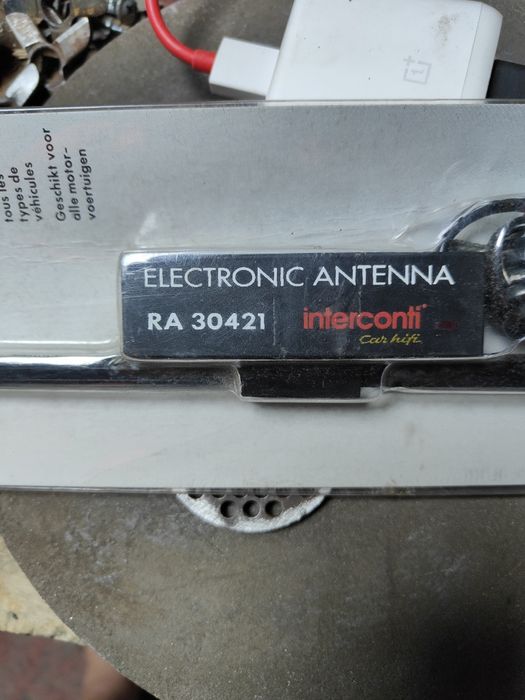 tous les
types de
véhicules
Geschikt voor
alle motor-
voertuigen
ELECTRONIC ANTENNA
RA 30421
interconti
Car hifi